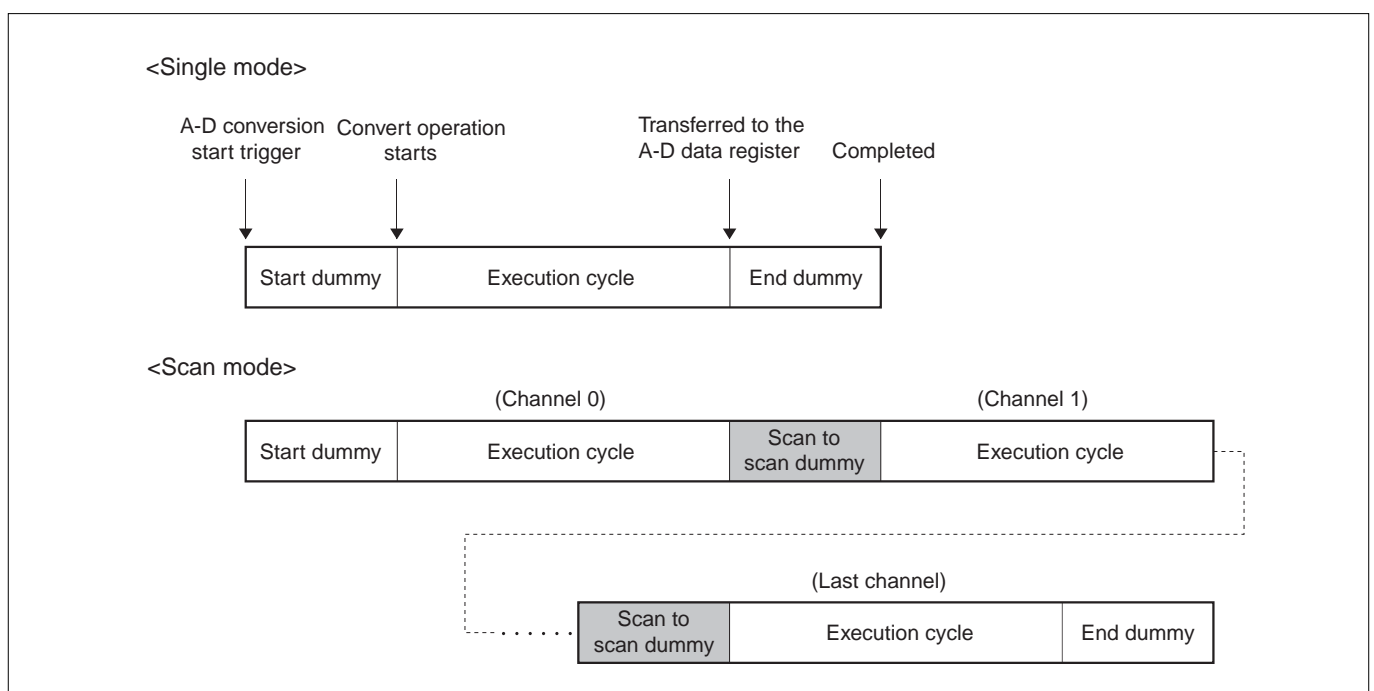 <Single mode>
A-D conversion
start trigger
Convert operation
starts
Transferred to the
A-D data register
Completed
Start dummy
Execution cycle
End dummy
<Scan mode>
(Channel 0)
(Channel 1)
Start dummy
Execution cycle
Scan to
scan dummy
Execution cycle
(Last channel)
Scan to
scan dummy
Execution cycle
End dummy